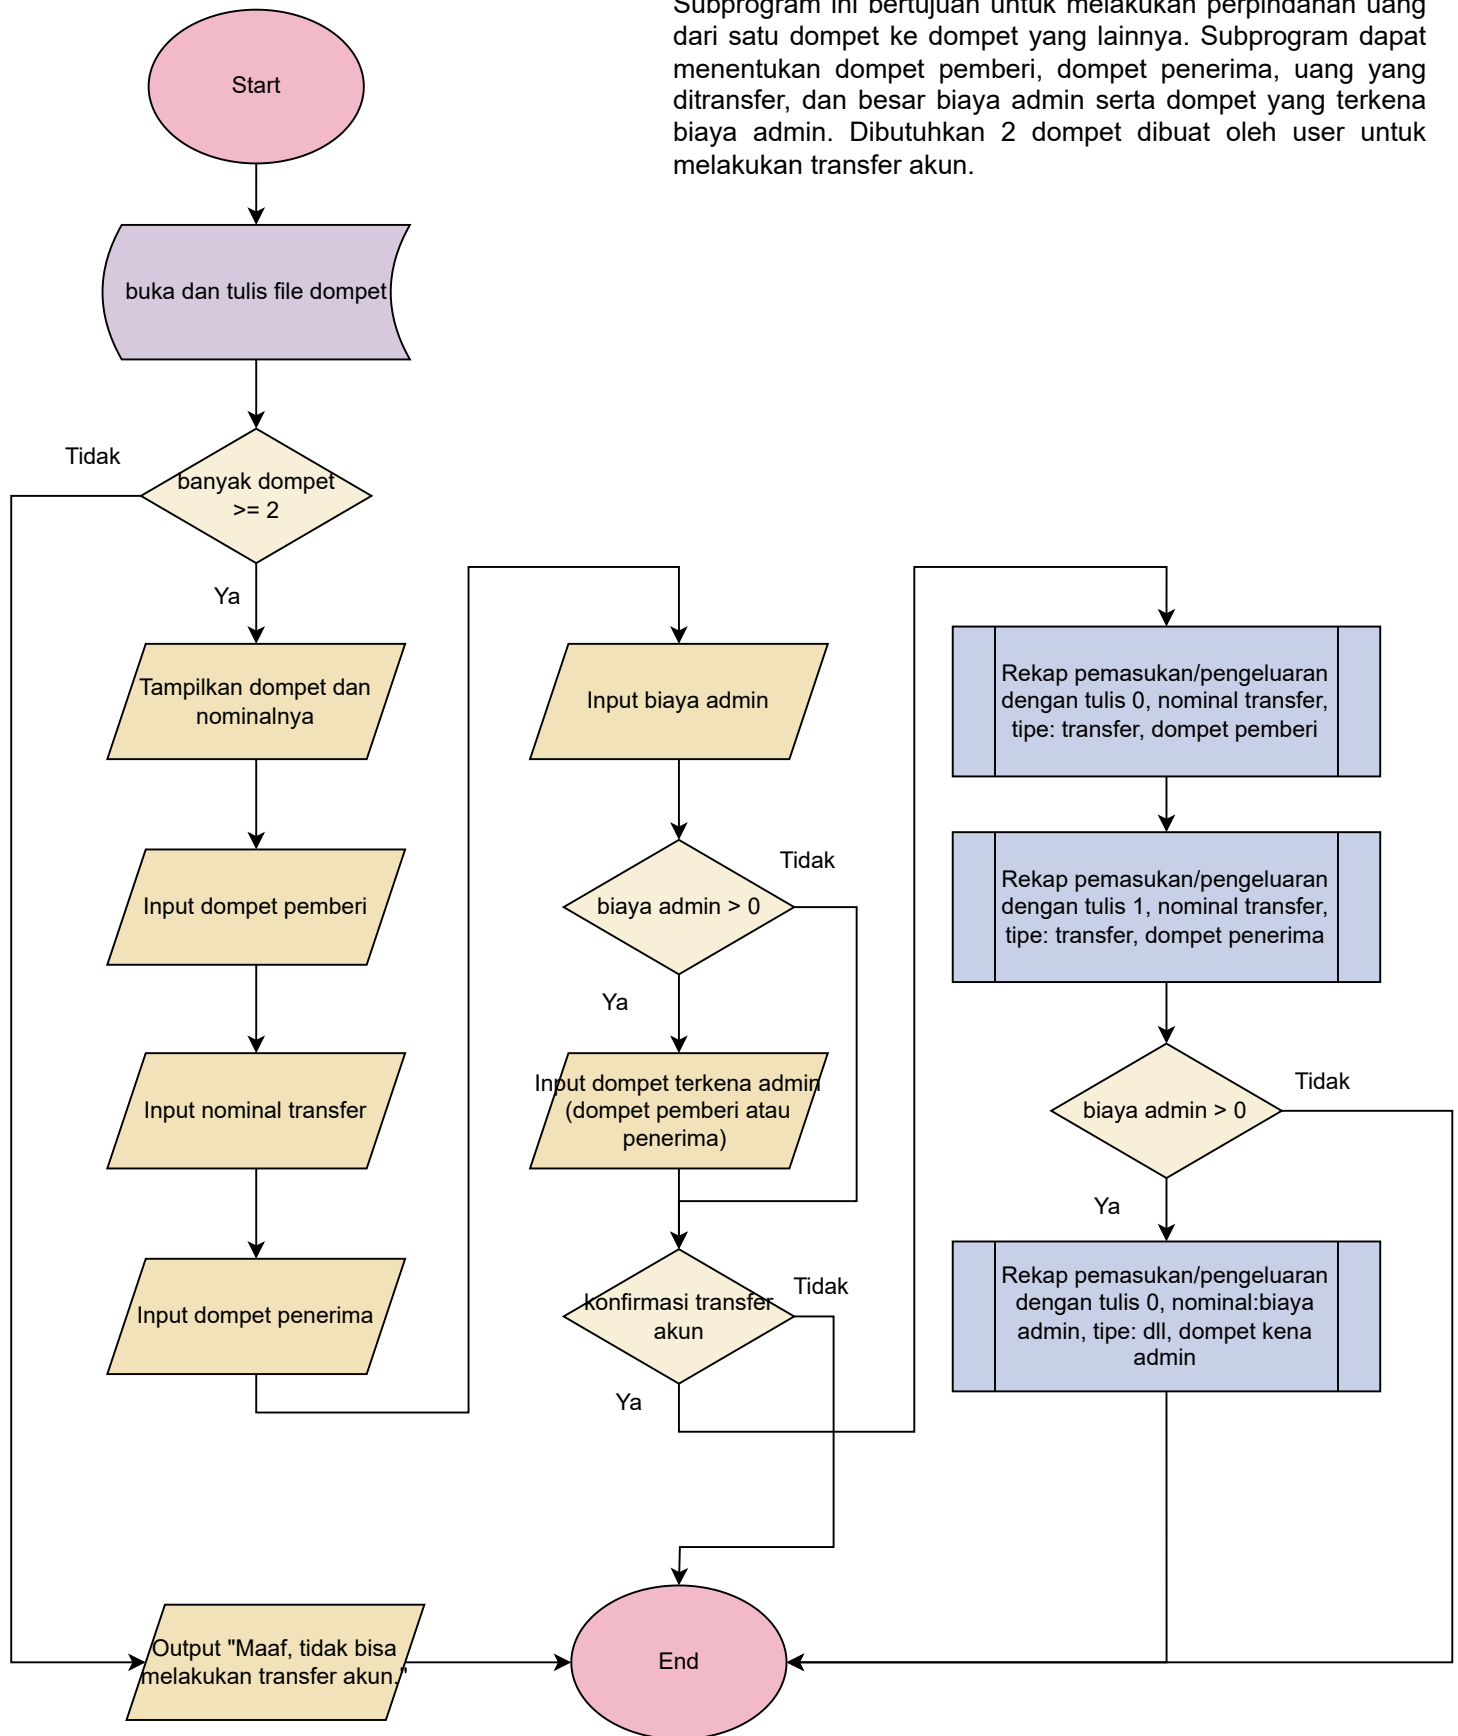 Subprogram ini bertujuan untuk melakukan perpindahan uang
dari satu dompet ke dompet yang lainnya. Subprogram dapat
menentukan dompet pemberi, dompet penerima, uang yang
ditransfer, dan besar biaya admin serta dompet yang terkena
biaya admin. Dibutuhkan 2 dompet dibuat oleh user untuk
melakukan transfer akun.
Start
buka dan tulis file dompet
Tidak
banyak dompet
>= 2
Ya
Tampilkan dompet dan
nominalnya
Input dompet pemberi
Input nominal transfer
Input dompet penerima
Input biaya admin
Tidak
biaya admin > 0
Ya
Input dompet terkena admin
(dompet pemberi atau
penerima)
Tidak
konfirmasi transfer
akun
Ya
Rekap pemasukan/pengeluaran
dengan tulis 0, nominal transfer,
tipe: transfer, dompet pemberi
Rekap pemasukan/pengeluaran
dengan tulis 1, nominal transfer,
tipe: transfer, dompet penerima
Tidak
biaya admin > 0
Ya
Rekap pemasukan/pengeluaran
dengan tulis 0, nominal:biaya
admin, tipe: dll, dompet kena
admin
Output "Maaf, tidak bisa
melakukan transfer akun."
End